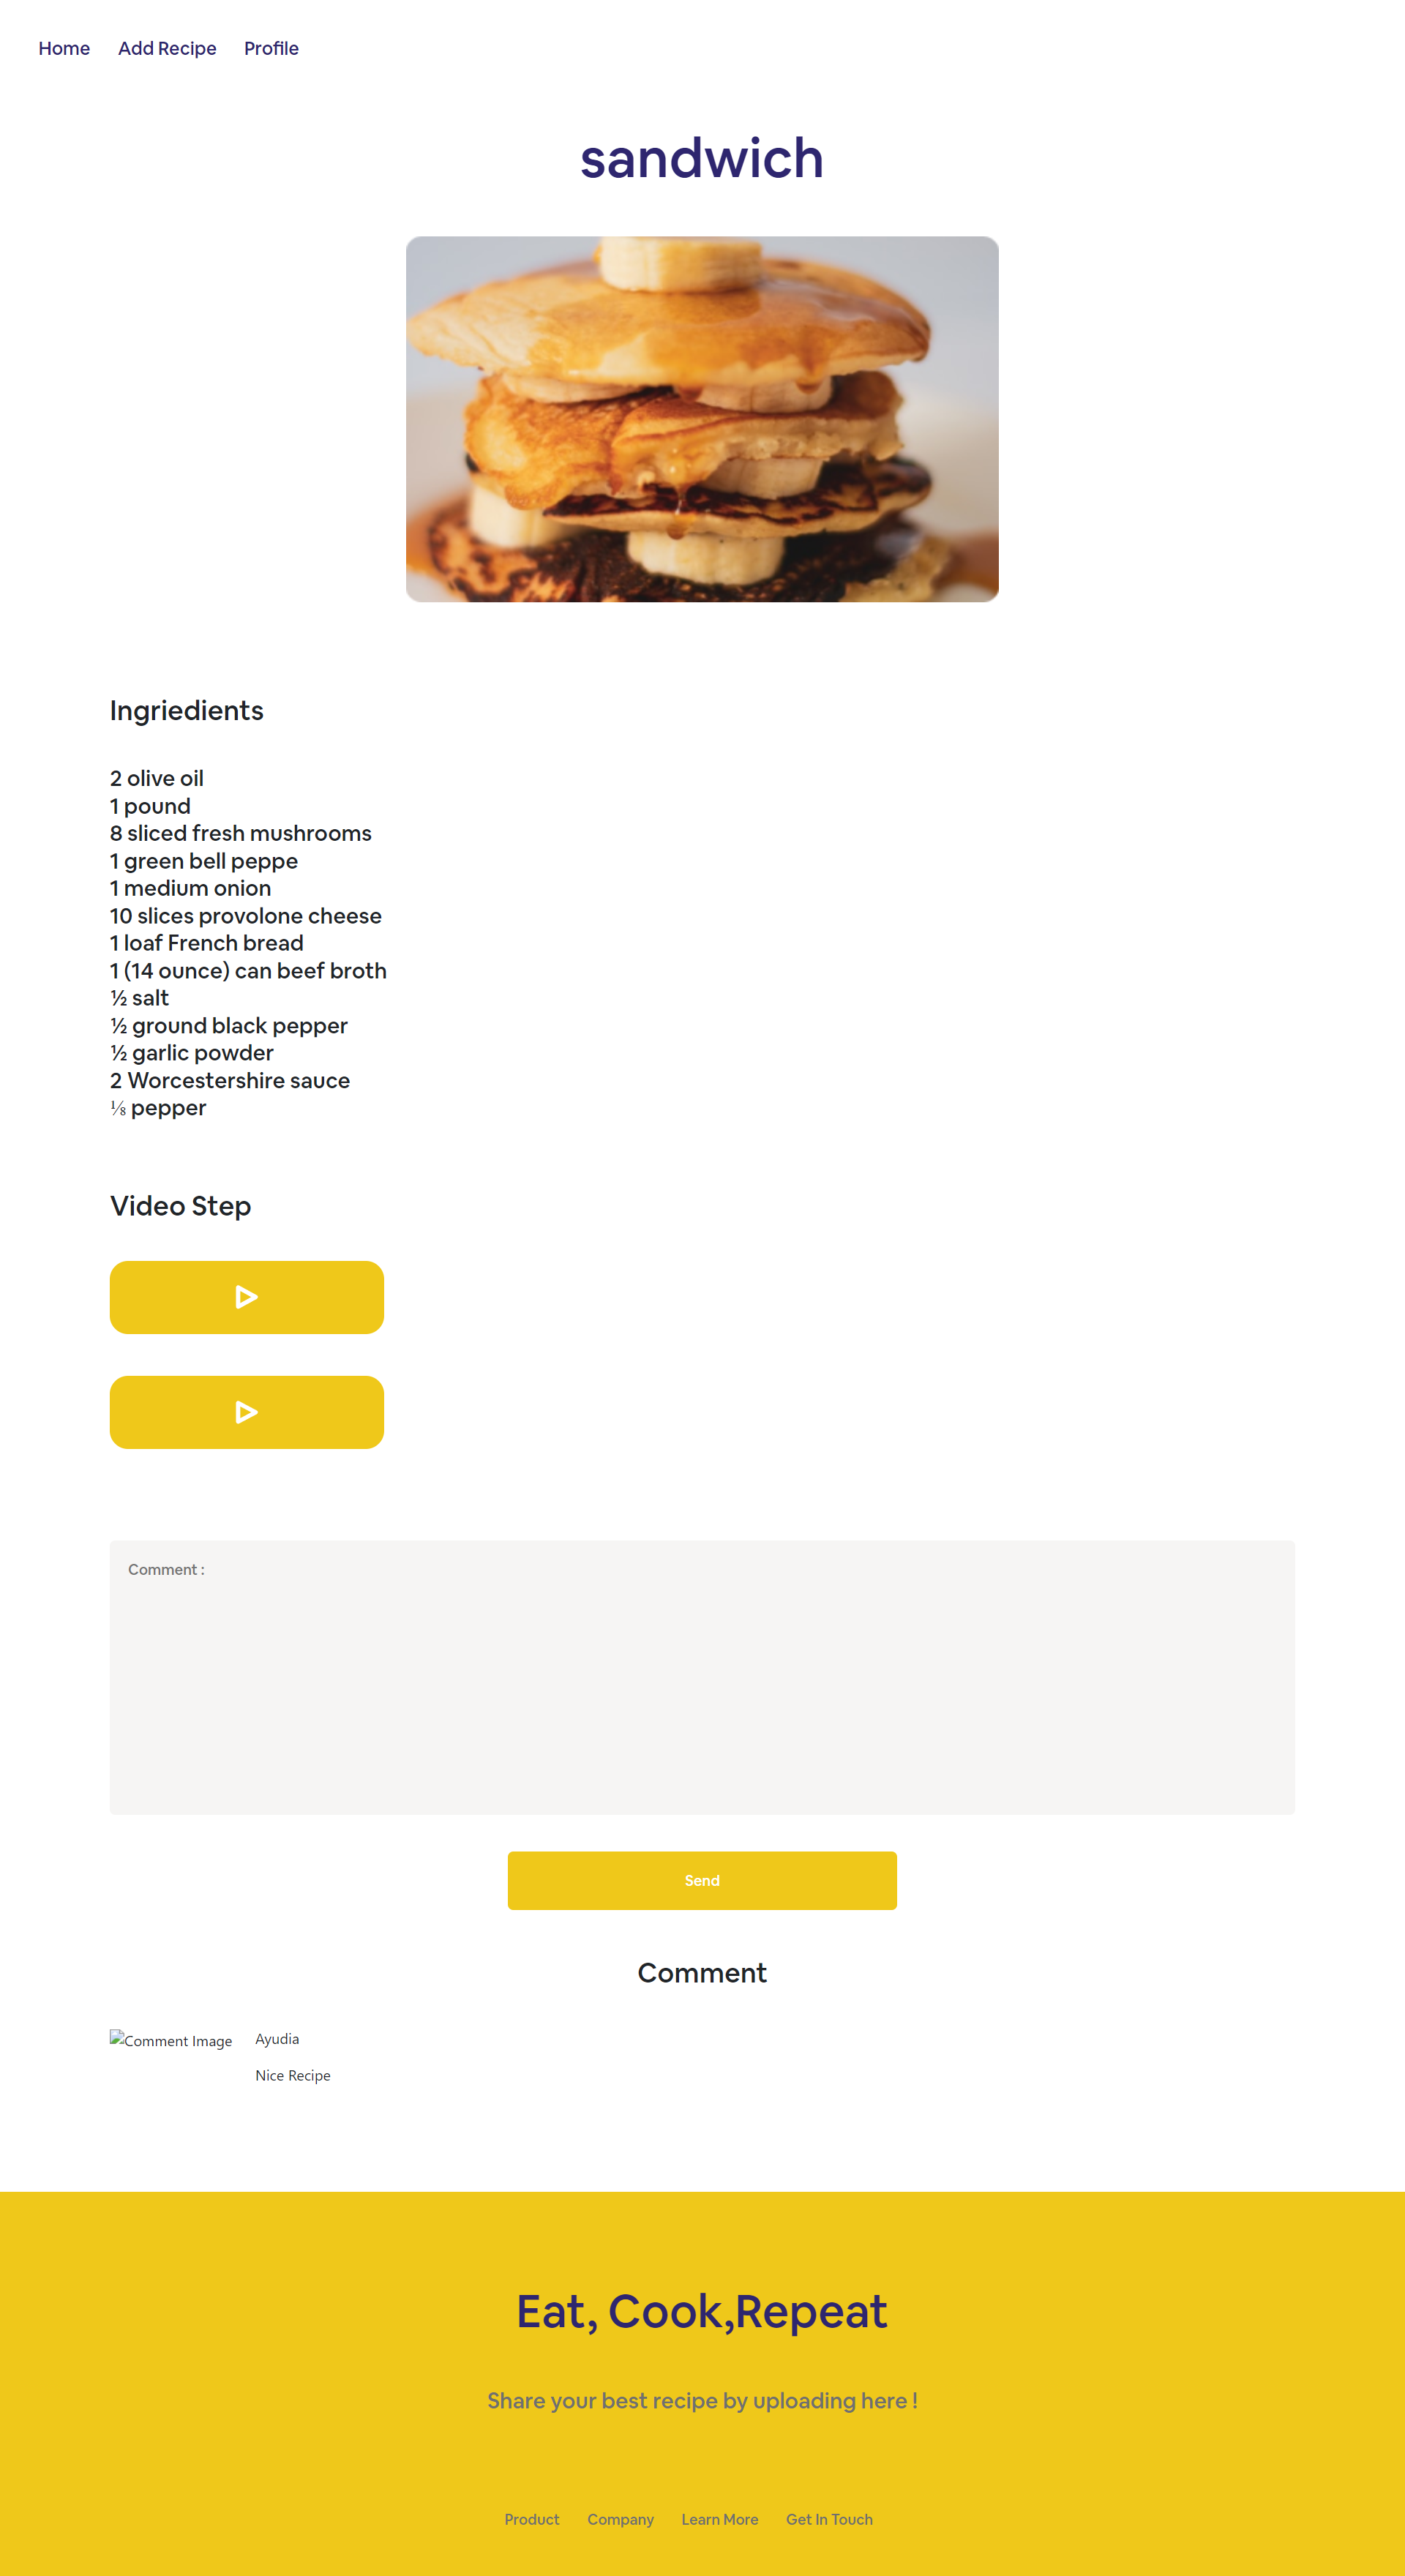 Home Add Recipe Profile
sandwich
Ingriedients
2 olive oil
1 pound
8 sliced fresh mushrooms
1 green bell peppe
1 medium onion
10 slices provolone cheese
1 loaf French bread
1 (14 ounce) can beef broth
½ salt
½ ground black pepper
½ garlic powder
2 Worcestershire sauce
⅛ pepper
Video Step
Comment :
Send
Comment
Comment Image Ayudia
Nice Recipe
Eat, Cook,Repeat
Share your best recipe by uploading here !
Product Company Learn More Get In Touch